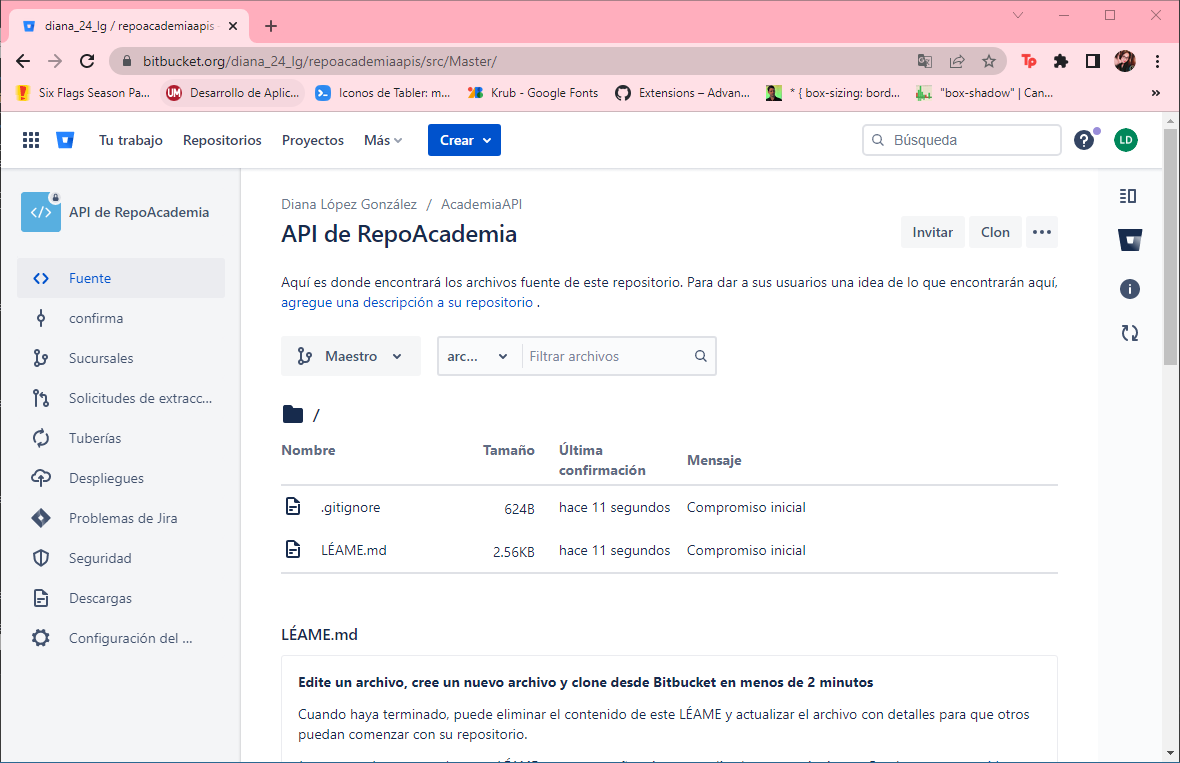 diana_24_lg / repoacademiaapis
bitbucket.org/diana_24_lg/repoacademiaapis/src/Master/
Tp
Six Flags Season Pa...
UM
Desarrollo de Aplic...
Iconos de Tabler: m...
Krub - Google Fonts
Extensions – Advan...
* { box-sizing: bord...
"box-shadow" | Can...
»
Tu trabajo
Repositorios
Proyectos
Más
Crear
Búsqueda
?
LD
</>
API de RepoAcademia
Fuente
confirma
Sucursales
Solicitudes de extracc...
Tuberías
Despliegues
Problemas de Jira
Seguridad
Descargas
Configuración del ...
Diana López González / AcademiaAPI
API de RepoAcademia
Invitar
Clon
Aquí es donde encontrará los archivos fuente de este repositorio. Para dar a sus usuarios una idea de lo que encontrarán aquí,
agregue una descripción a su repositorio .
Maestro
arc...
Filtrar archivos
/
Nombre
Tamaño
Última
confirmación
Mensaje
.gitignore 624B hace 11 segundos Compromiso inicial
LÉAME.md 2.56KB hace 11 segundos Compromiso inicial
LÉAME.md
Edite un archivo, cree un nuevo archivo y clone desde Bitbucket en menos de 2 minutos
Cuando haya terminado, puede eliminar el contenido de este LÉAME y actualizar el archivo con detalles para que otros
puedan comenzar con su repositorio.